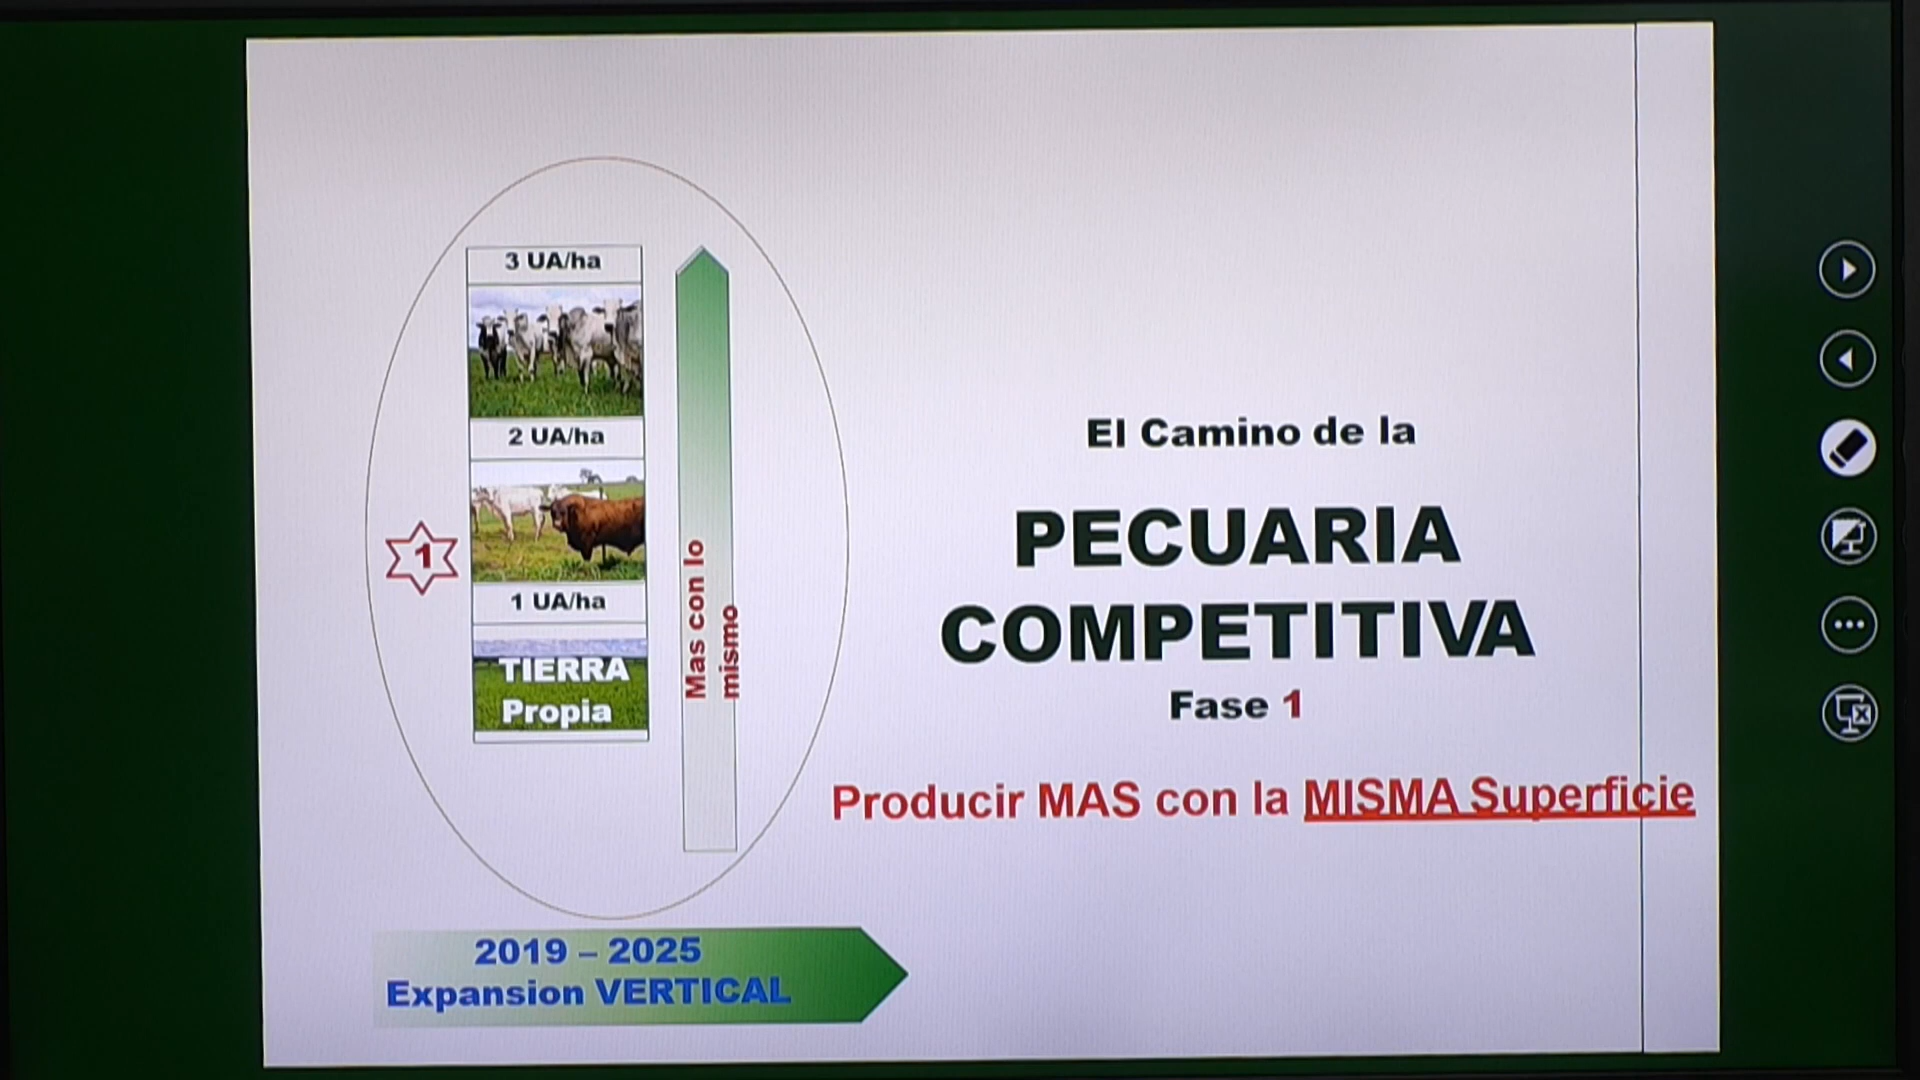 3 UA/ha
2 UA/ha
1
1 UA/ha
TIERRA
Propia
Mas con lo
mismo
El Camino de la
PECUARIA
COMPETITIVA
Fase 1
Producir MAS con la MISMA Superficie
2019 – 2025
Expansion VERTICAL